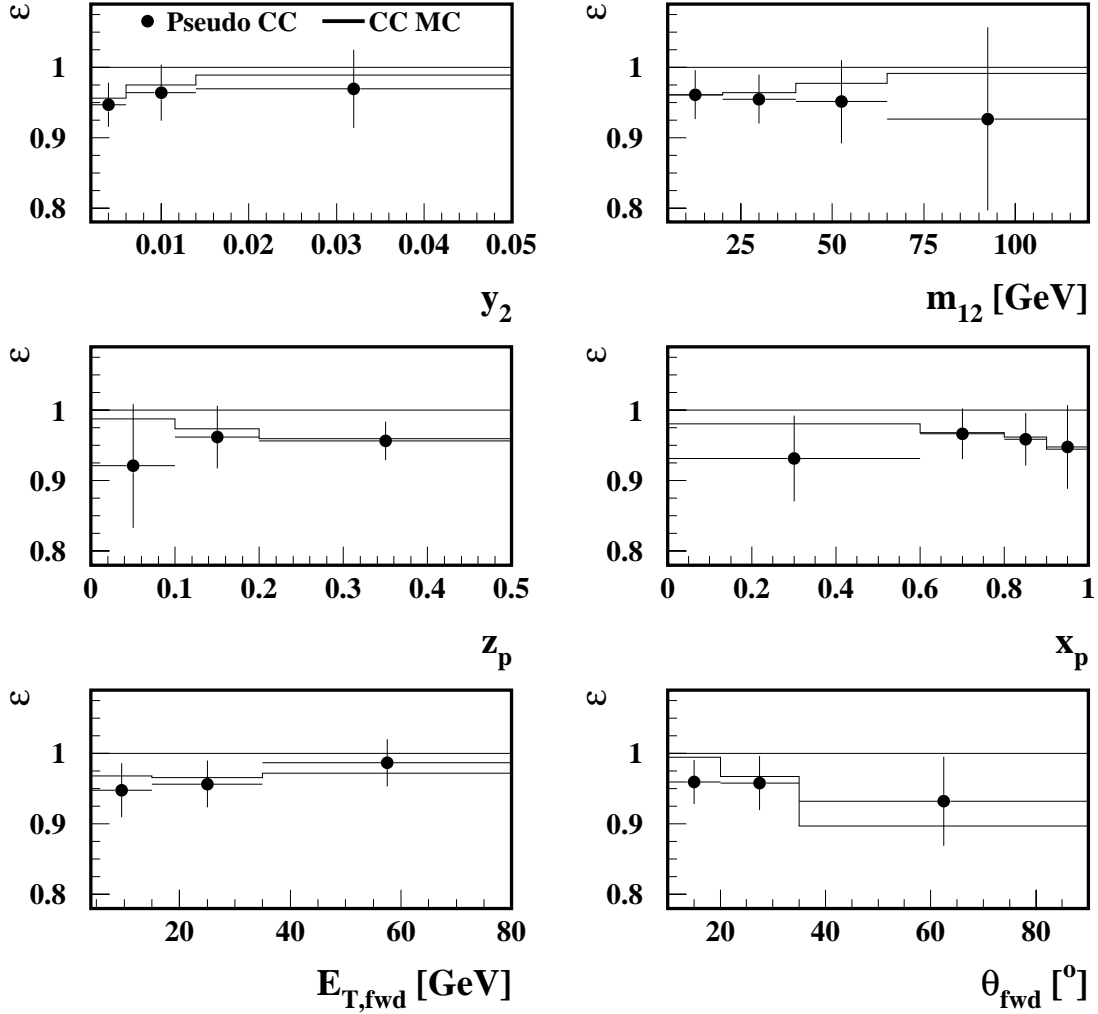 ε
● Pseudo CC — CC MC
1
0.9
0.8
0.01 0.02 0.03 0.04 0.05
y2
ε
1
0.9
0.8
25 50 75 100
m12 [GeV]
ε
1
0.9
0.8
0 0.1 0.2 0.3 0.4 0.5
zp
ε
1
0.9
0.8
0 0.2 0.4 0.6 0.8 1
xp
ε
1
0.9
0.8
20 40 60 80
ET,fwd [GeV]
ε
1
0.9
0.8
20 40 60 80
θfwd [o]